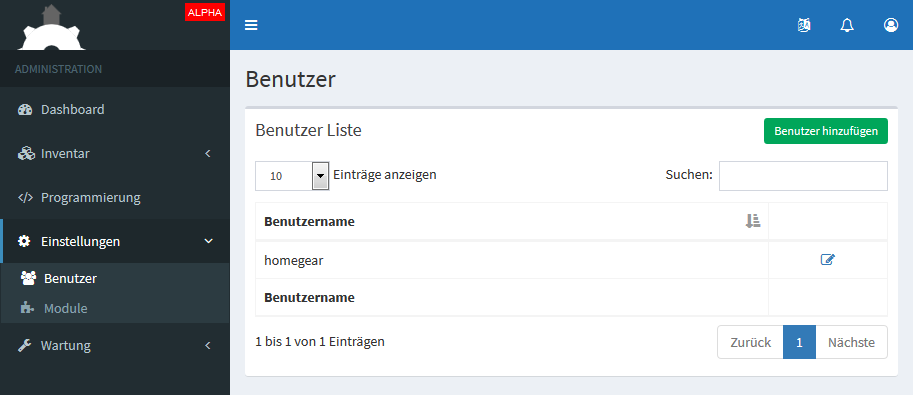 ALPHA
ADMINISTRATION
Dashboard
Inventar
Programmierung
Einstellungen
Benutzer
Module
Wartung
Benutzer
Benutzer Liste
Benutzer hinzufügen
10 Einträge anzeigen
Suchen:
Benutzername
homegear
Benutzername
1 bis 1 von 1 Einträgen
Zurück 1 Nächste